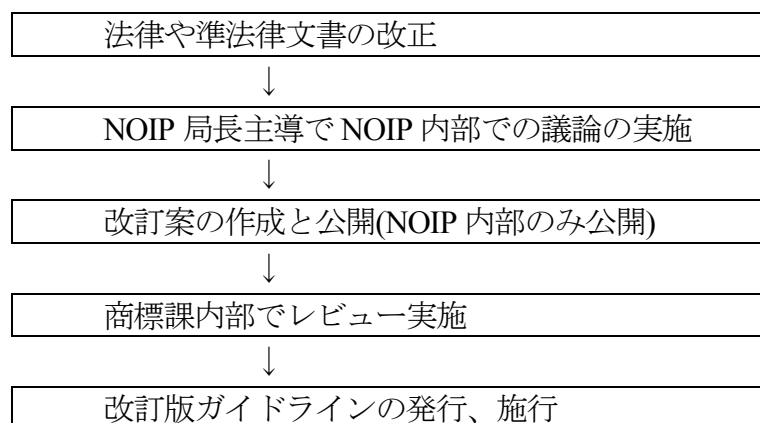 法律や準法律文書の改正
↓
NOIP 局長主導で NOIP 内部での議論の実施
↓
改訂案の作成と公開(NOIP 内部のみ公開)
↓
商標課内部でレビュー実施
↓
改訂版ガイドラインの発行、施行